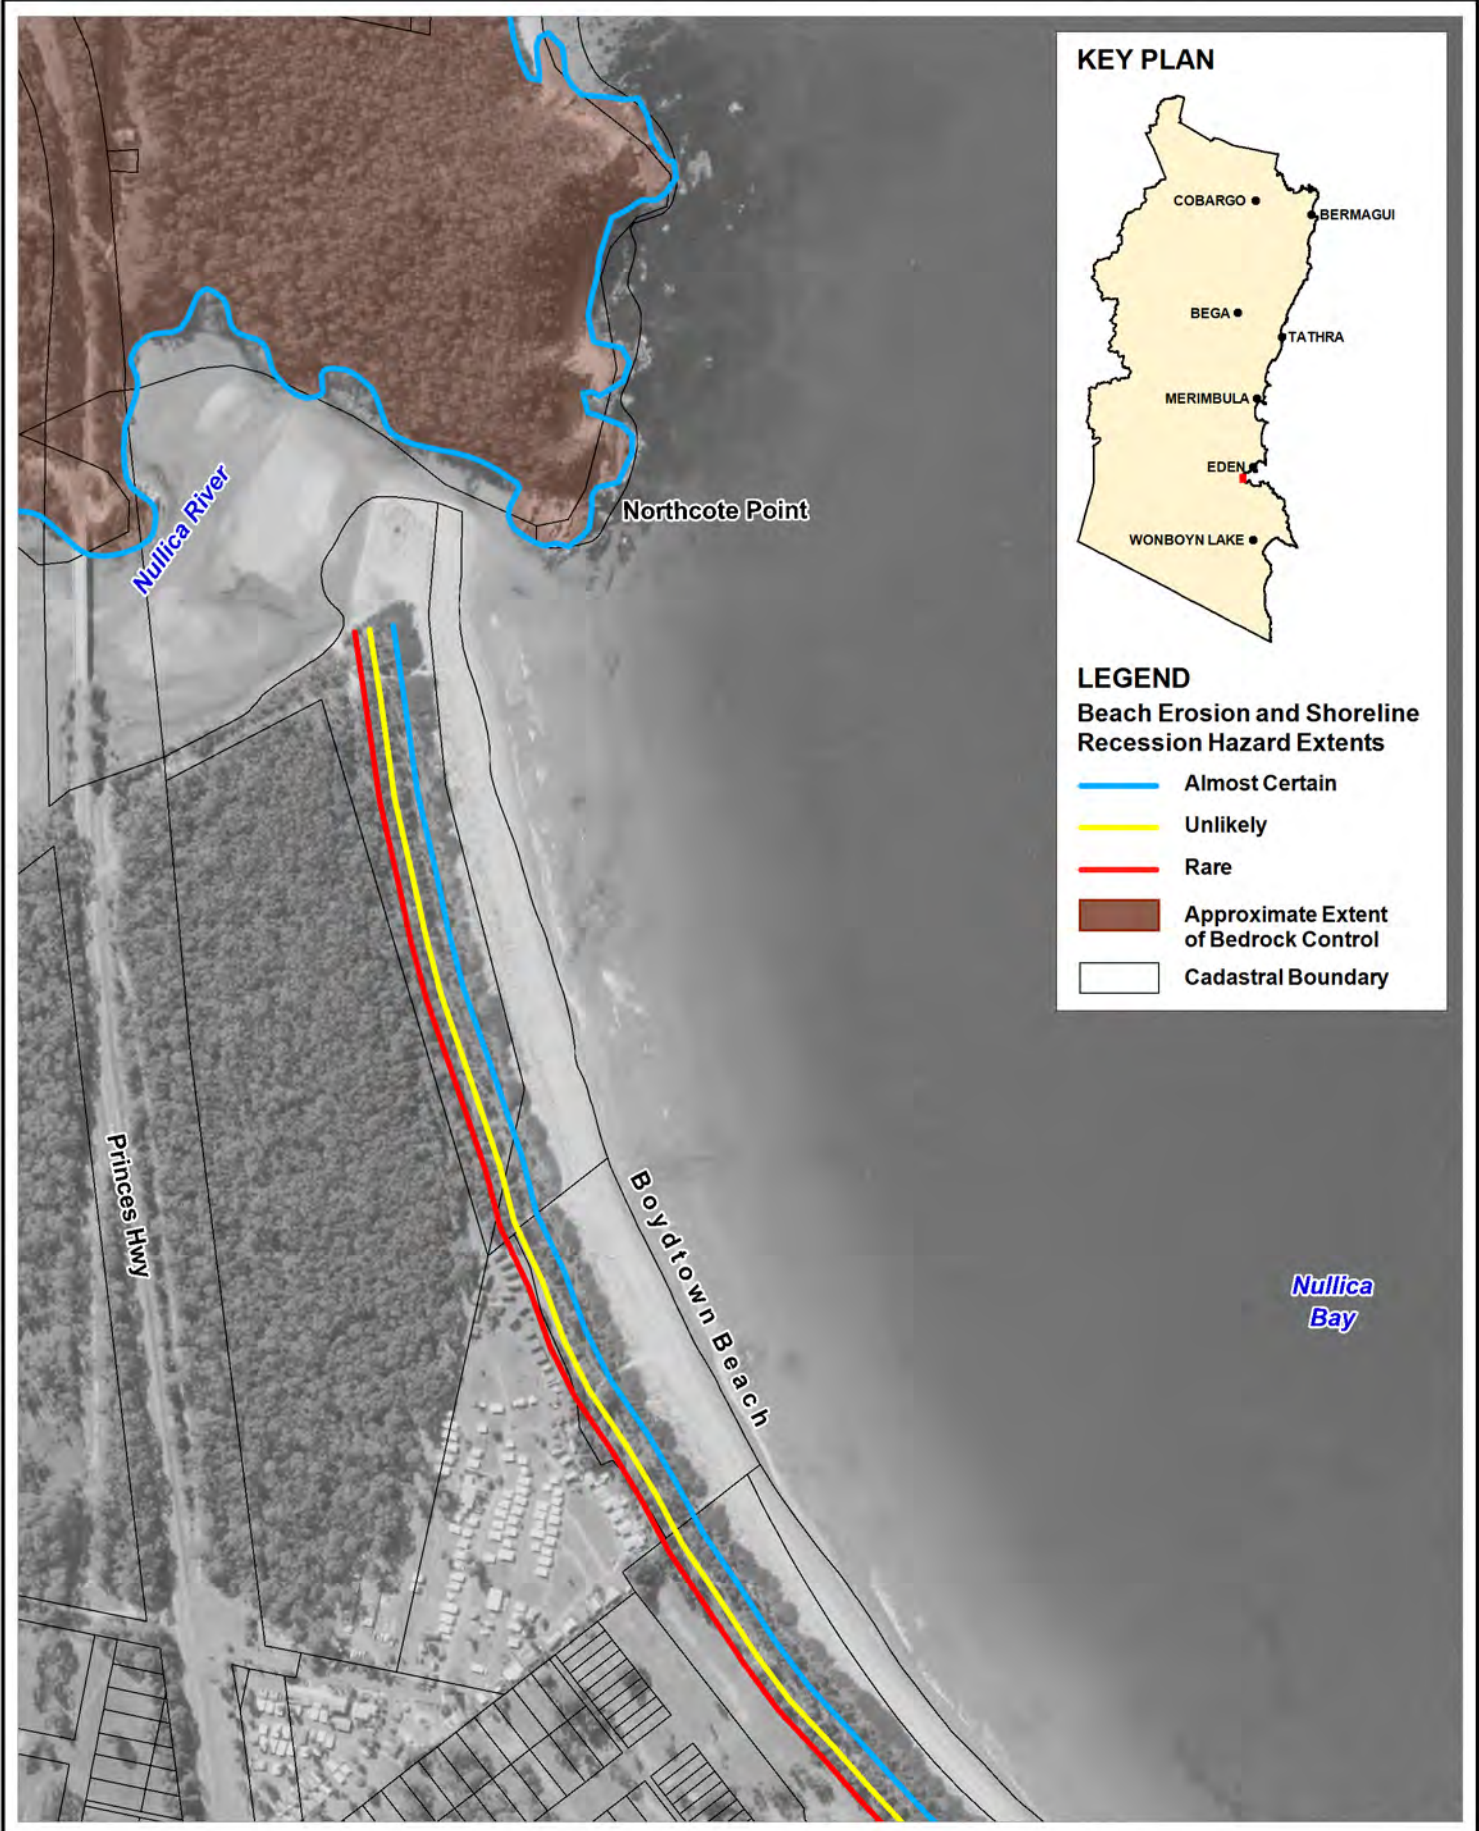 KEY PLAN
COBARGO
BERMAGUI
BEGA
TATHRA
MERIMBULA
EDEN
WONBOYN LAKE
LEGEND
Beach Erosion and Shoreline
Recession Hazard Extents
Almost Certain
Unlikely
Rare
Approximate Extent
of Bedrock Control
Cadastral Boundary
Northcote Point
Nullica River
Princes Hwy
Boydtown Beach
Nullica
Bay